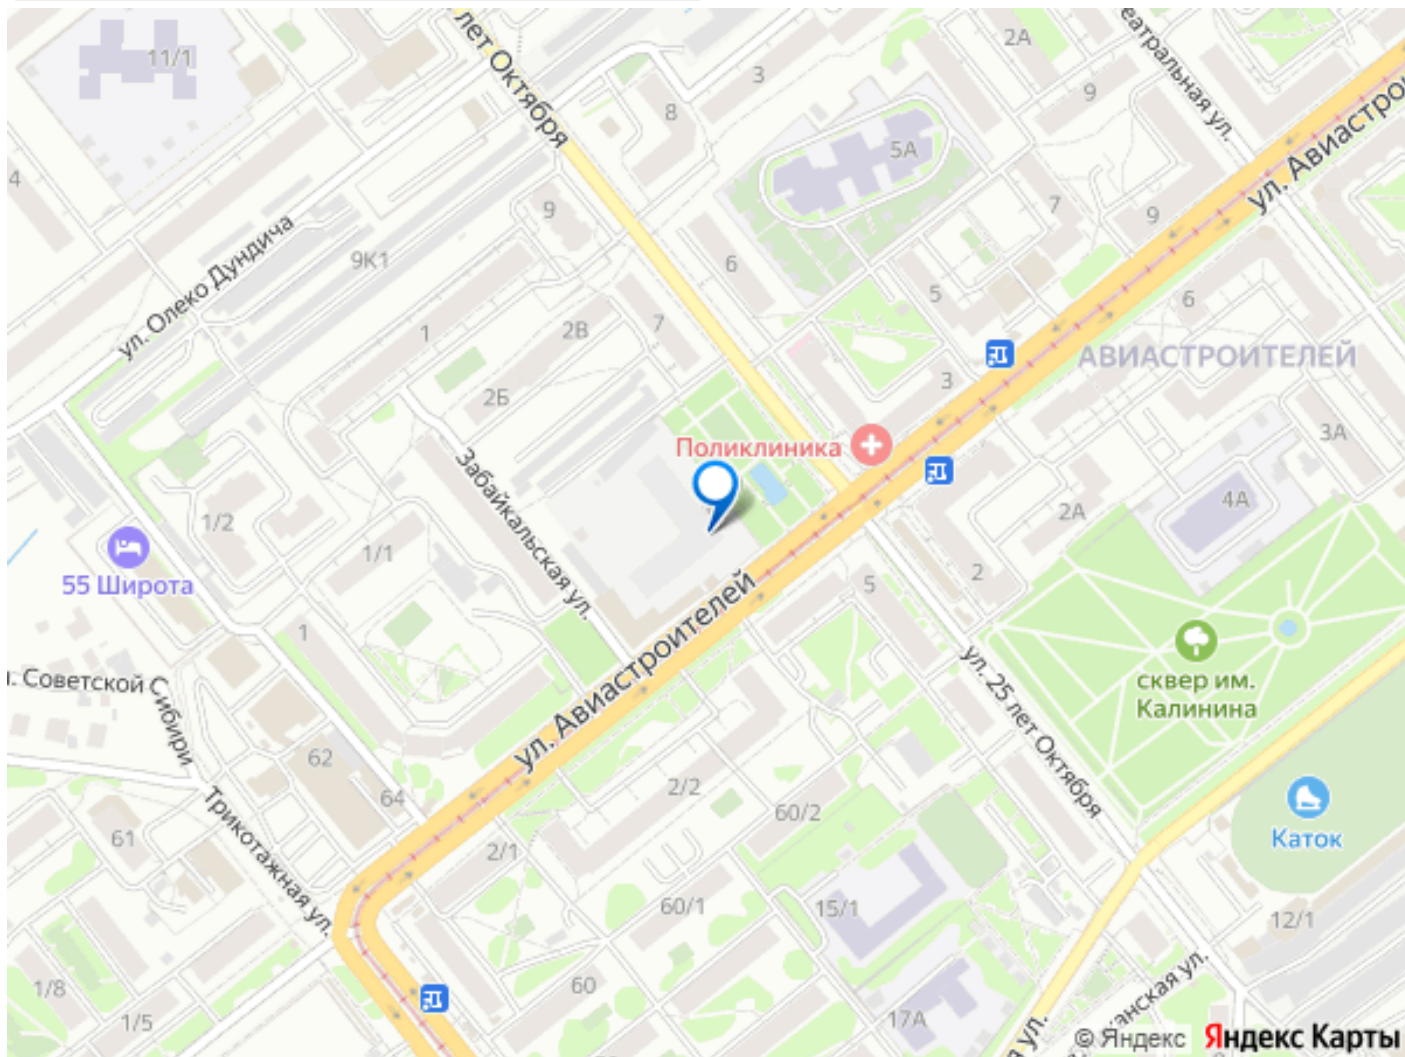 11/1
лет Октября
2А
еатральная ул.
3
9
8
5А
ул. Авиастро
4
9
7
9
ул. Олеко Дундича
9К1
6
5
6
1
2В
7
АВИАСТРОИТЕЛЕЙ
3
2Б
Поликлиника
3А
Забайкальская ул.
4А
2А
1/2
1/1
55 Широта
2
5
1
ул. Авиастроителей
. Советской Сибири
ул. 25 лет Октября
сквер им.
Калинина
62
64
2/2
60/2
Трикотажная ул.
61
2/1
Каток
60/1
15/1
12/1
1/8
60
анская ул.
1/5
17А
я ул.
© Яндекс Яндекс Карты